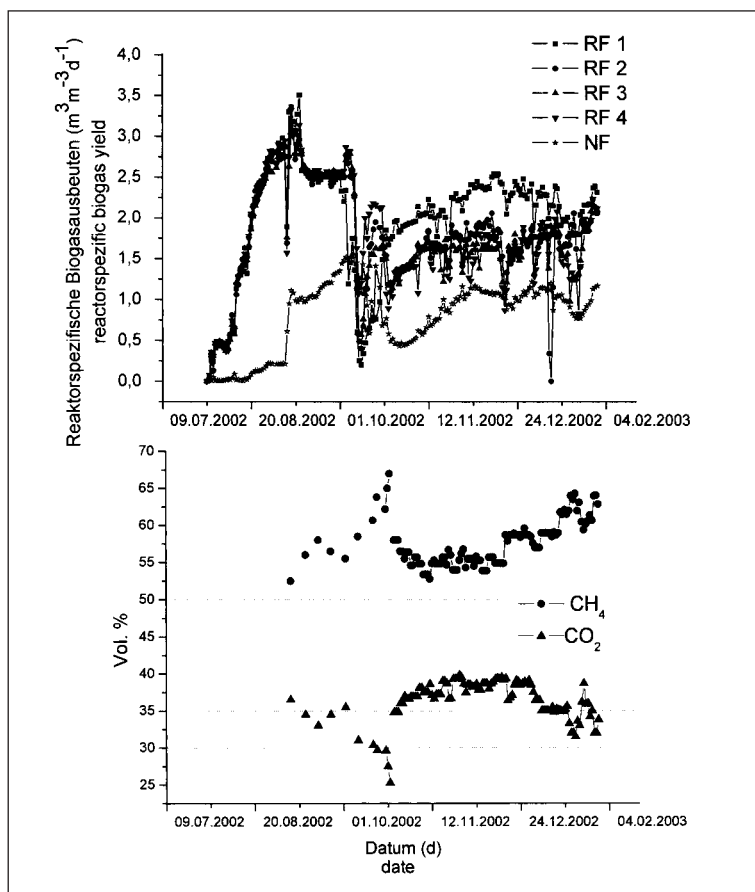 Reaktorspezifische Biogasausbeuten (m³m⁻³d⁻¹)
reactorspezific biogas yield
4,0
3,5
3,0
2,5
2,0
1,5
1,0
0,5
0,0
RF 1
RF 2
RF 3
RF 4
NF
09.07.2002 20.08.2002 01.10.2002 12.11.2002 24.12.2002 04.02.2003
Vol. %
70
65
60
55
50
45
40
35
30
25
CH₄
CO₂
09.07.2002 20.08.2002 01.10.2002 12.11.2002 24.12.2002 04.02.2003
Datum (d)
date